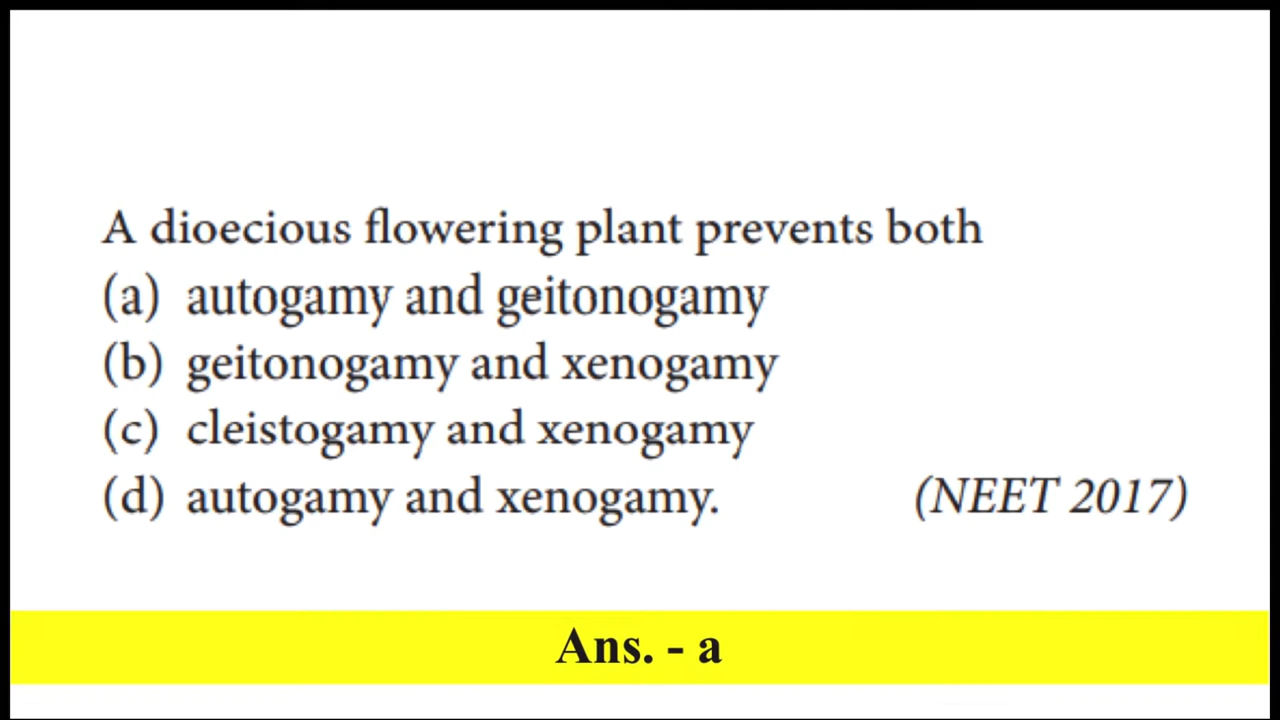 A dioecious flowering plant prevents both
(a) autogamy and geitonogamy
(b) geitonogamy and xenogamy
(c) cleistogamy and xenogamy
(d) autogamy and xenogamy. (NEET 2017)
Ans. - a